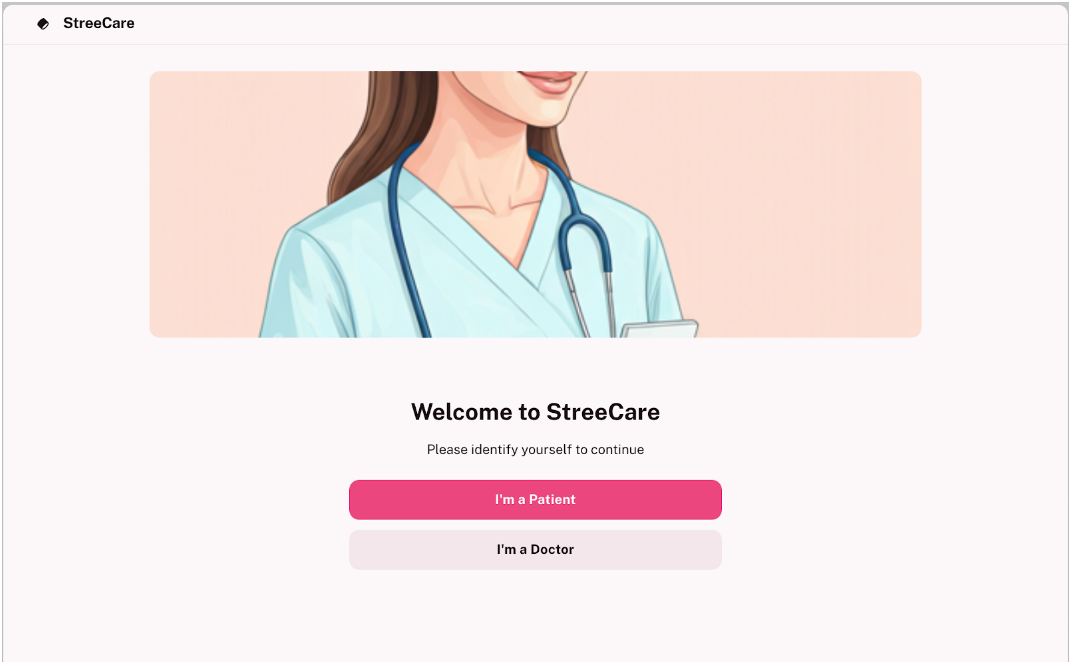 StreeCare
Welcome to StreeCare
Please identify yourself to continue
I'm a Patient
I'm a Doctor